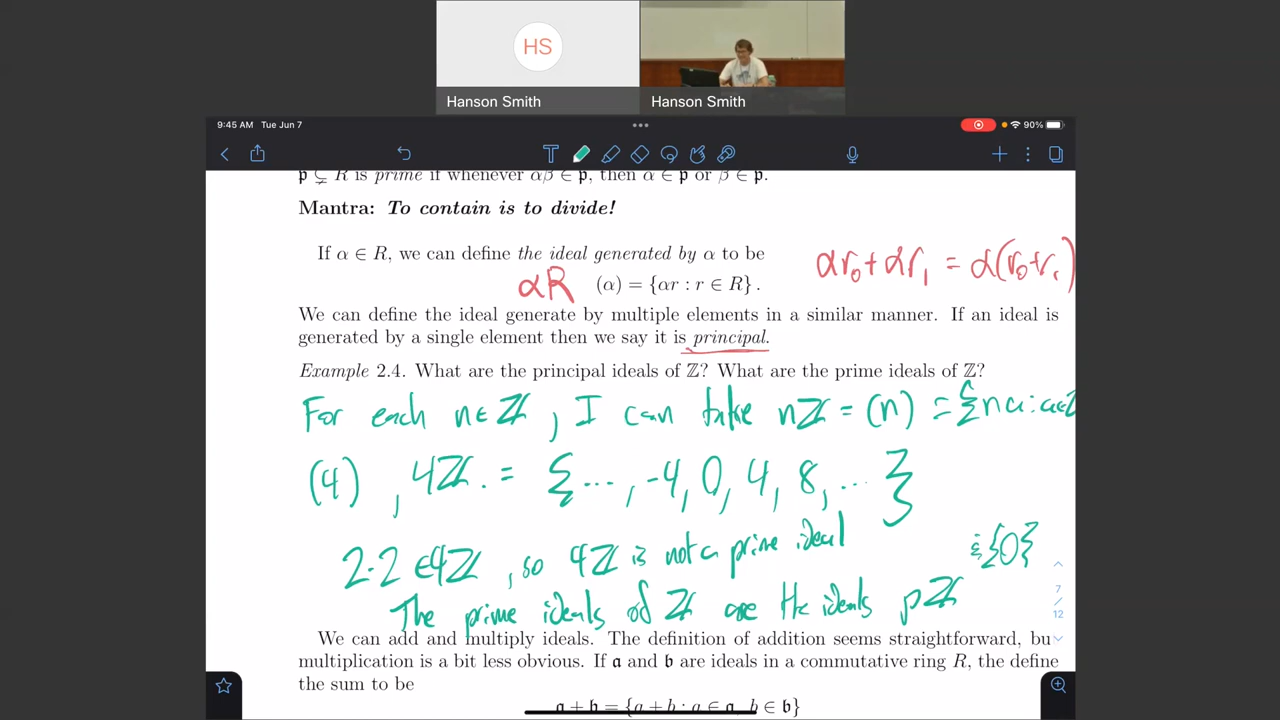 HS
Hanson Smith
Hanson Smith
9:45 AM Tue Jun 7
90%
𝔭 ⊊ R is prime if whenever αβ ∈ 𝔭, then α ∈ 𝔭 or β ∈ 𝔭.
Mantra: To contain is to divide!
If α ∈ R, we can define the ideal generated by α to be
αr₀ + αr₁ = α(r₀+r₁)
αR (α) = {αr : r ∈ R}.
We can define the ideal generate by multiple elements in a similar manner. If an ideal is
generated by a single element then we say it is principal.
Example 2.4. What are the principal ideals of ℤ? What are the prime ideals of ℤ?
For each n∈ℤ, I can take nℤ = (n) = {na : a∈ℤ
(4), 4ℤ. = {..., -4, 0, 4, 8, ... }
2·2 ∈ 4ℤ, so 4ℤ is not a prime ideal
& {0}
The prime ideals of ℤ are the ideals pℤ
7
/
12
We can add and multiply ideals. The definition of addition seems straightforward, bu
multiplication is a bit less obvious. If 𝔞 and 𝔟 are ideals in a commutative ring R, the define
the sum to be
𝔞 + 𝔟 = {a + b : a ∈ 𝔞, b ∈ 𝔟}